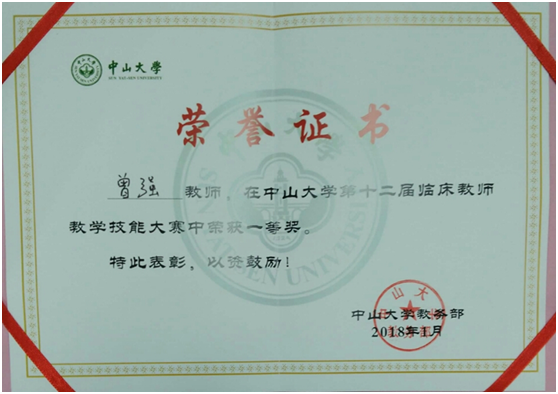 中山大學
SUN YAT-SEN UNIVERSITY
荣誉证书
曾强 教师，在中山大学第十二届临床教师
教学技能大赛中荣获一等奖。
特此表彰，以资鼓励！
中山大学教务部
2018年1月